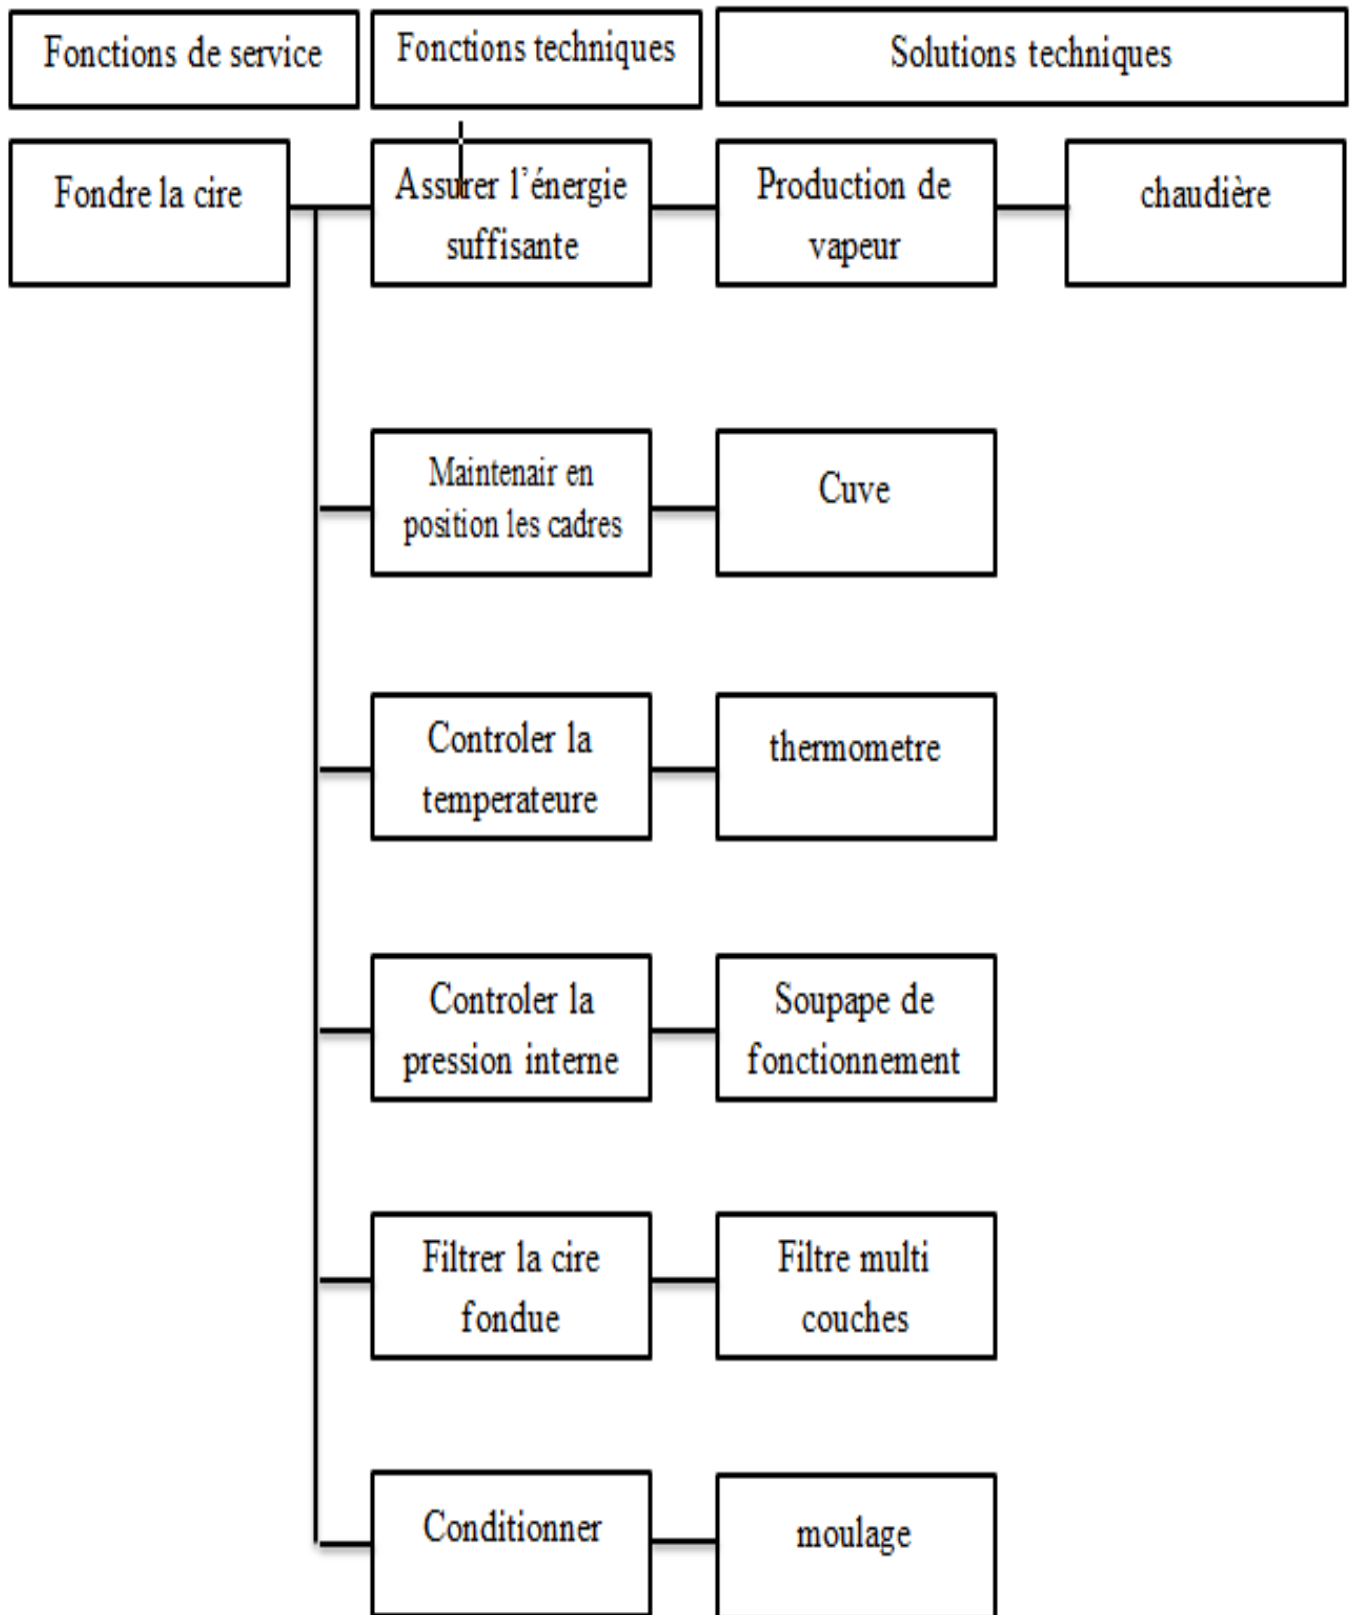 Fonctions de service
Fonctions techniques
Solutions techniques
Fondre la cire
Assurer l'énergie
suffisante
Production de
vapeur
chaudière
Maintenair en
position les cadres
Cuve
Controler la
temperateure
thermometre
Controler la
pression interne
Soupape de
fonctionnement
Filtrer la cire
fondue
Filtre multi
couches
Conditionner
moulage